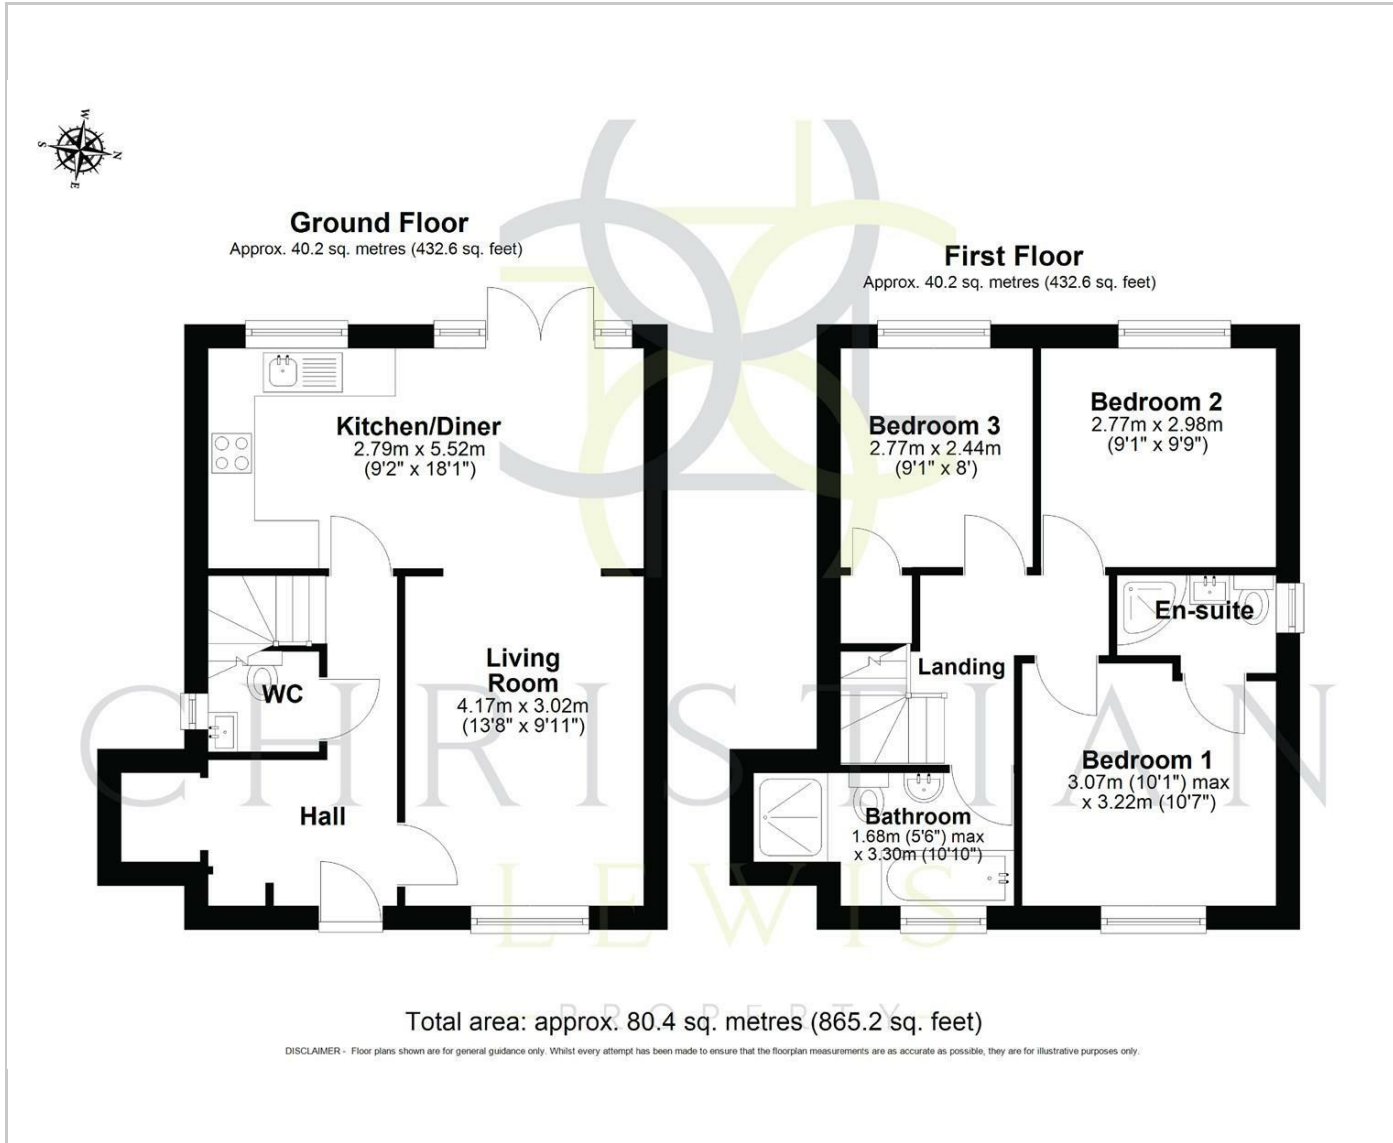 W
S
N
E
Ground Floor
Approx. 40.2 sq. metres (432.6 sq. feet)
First Floor
Approx. 40.2 sq. metres (432.6 sq. feet)
Kitchen/Diner
2.79m x 5.52m
(9'2" x 18'1")
Bedroom 3
2.77m x 2.44m
(9'1" x 8')
Bedroom 2
2.77m x 2.98m
(9'1" x 9'9")
En-suite
Living
Room
4.17m x 3.02m
(13'8" x 9'11")
WC
Landing
Hall
Bedroom 1
3.07m (10'1") max
x 3.22m (10'7")
Bathroom
1.68m (5'6") max
x 3.30m (10'10")
CHRISTIAN
LEWIS
PROPERTY
Total area: approx. 80.4 sq. metres (865.2 sq. feet)
DISCLAIMER - Floor plans shown are for general guidance only. Whilst every attempt has been made to ensure that the floorplan measurements are as accurate as possible, they are for illustrative purposes only.